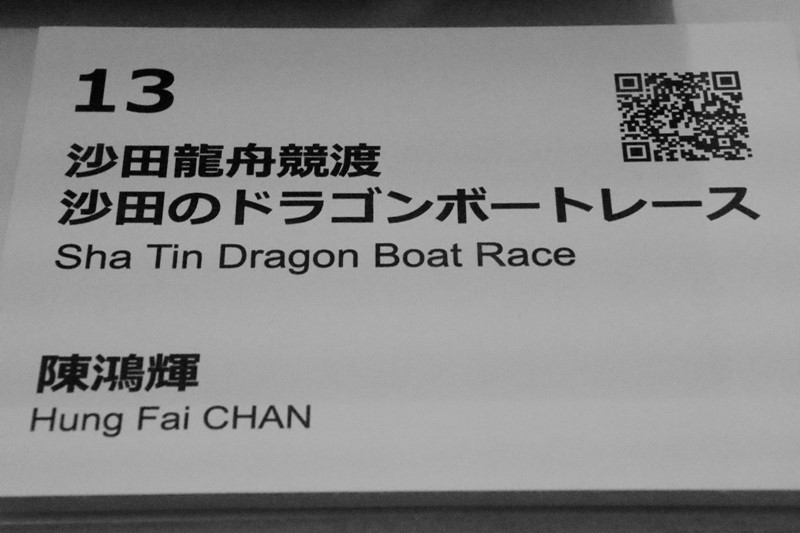 13
沙田龍舟競渡
沙田のドラゴンボートレース
Sha Tin Dragon Boat Race
陳鴻輝
Hung Fai CHAN